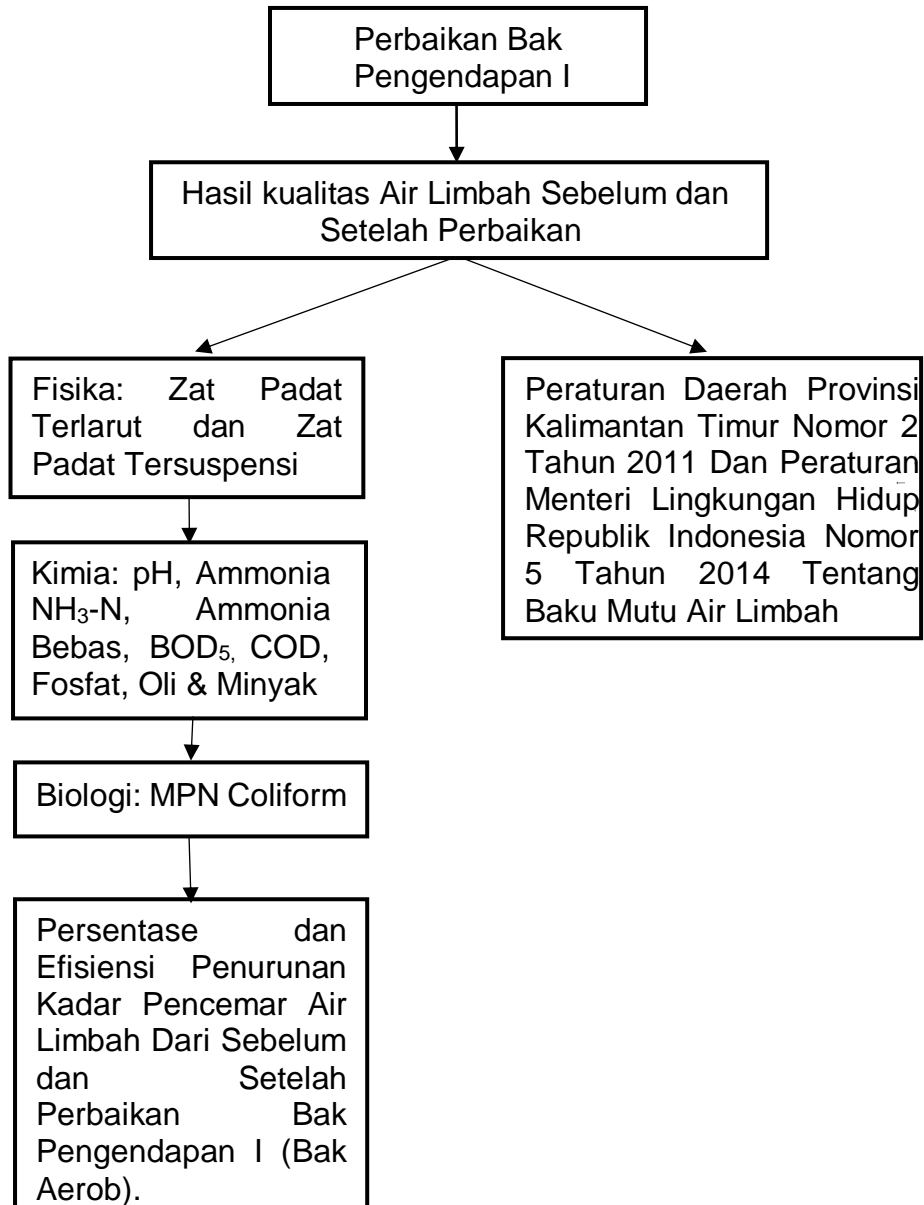 Perbaikan Bak
Pengendapan I
Hasil kualitas Air Limbah Sebelum dan
Setelah Perbaikan
Fisika: Zat Padat
Terlarut dan Zat
Padat Tersuspensi
Peraturan Daerah Provinsi
Kalimantan Timur Nomor 2
Tahun 2011 Dan Peraturan
Menteri Lingkungan Hidup
Republik Indonesia Nomor
5 Tahun 2014 Tentang
Baku Mutu Air Limbah
Kimia: pH, Ammonia
NH₃-N, Ammonia
Bebas, BOD₅, COD,
Fosfat, Oli & Minyak
Biologi: MPN Coliform
Persentase dan
Efisiensi Penurunan
Kadar Pencemar Air
Limbah Dari Sebelum
dan Setelah
Perbaikan Bak
Pengendapan I (Bak
Aerob).